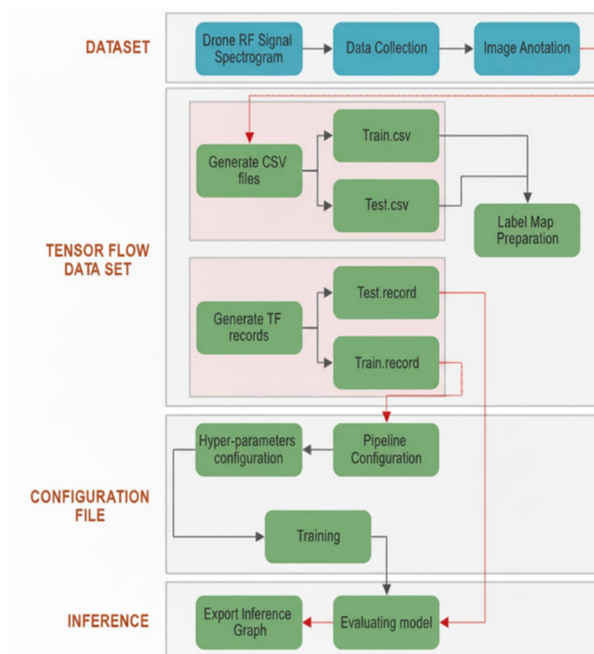 DATASET
Drone RF Signal
Spectrogram
Data Collection
Image Anotation
TENSOR FLOW
DATA SET
Generate CSV
files
Train.csv
Test.csv
Label Map
Preparation
Generate TF
records
Test.record
Train.record
CONFIGURATION
FILE
Hyper-parameters
configuration
Pipeline
Configuration
Training
INFERENCE
Export Inference
Graph
Evaluating model